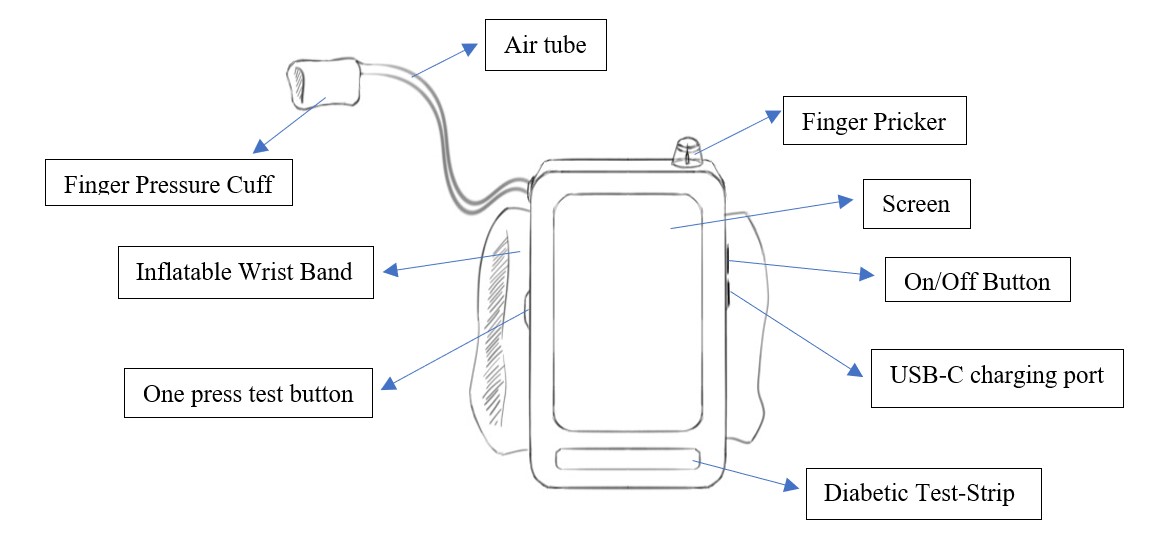 Air tube
Finger Pricker
Finger Pressure Cuff
Screen
Inflatable Wrist Band
On/Off Button
USB-C charging port
One press test button
Diabetic Test-Strip